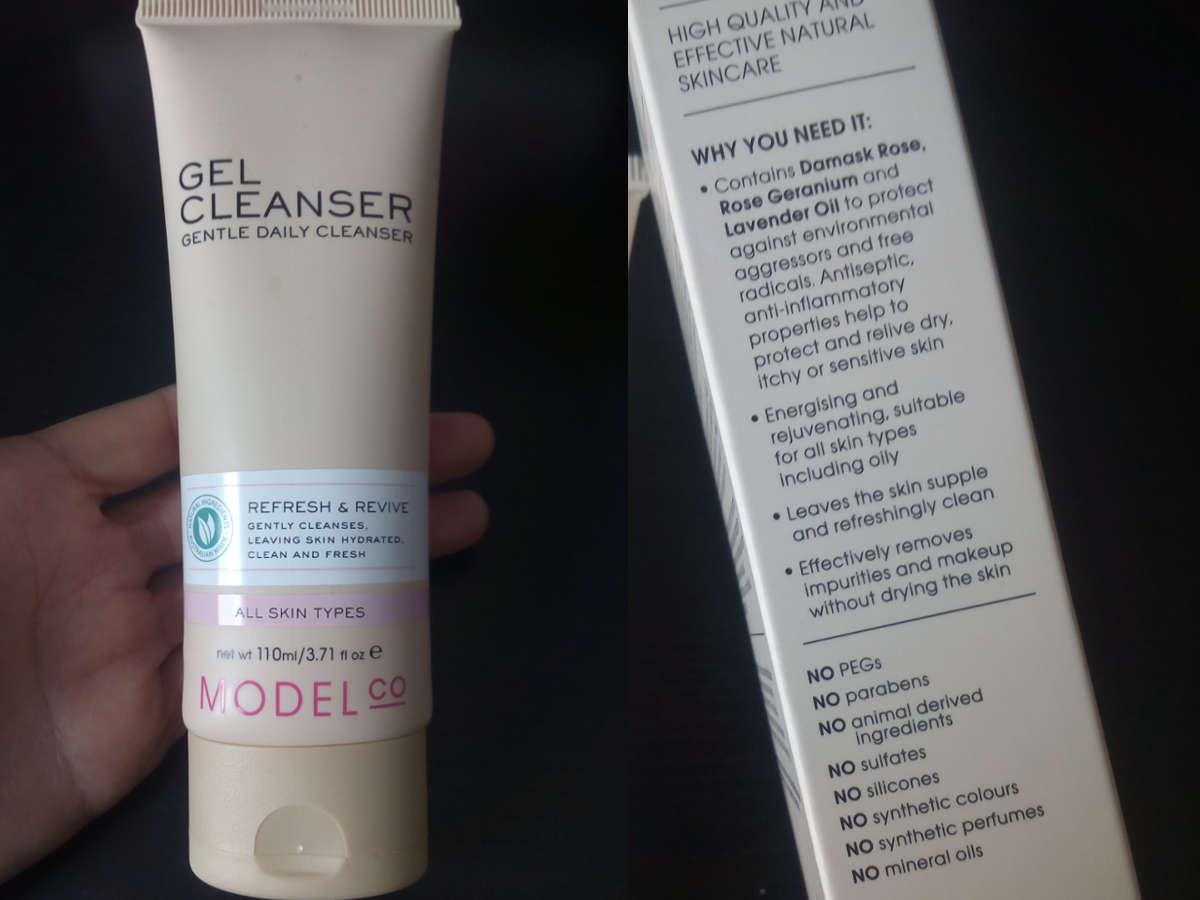 GEL
CLEANSER
GENTLE DAILY CLEANSER
NATURAL INGREDIENTS
AUSTRALIAN MADE
REFRESH & REVIVE
GENTLY CLEANSES,
LEAVING SKIN HYDRATED,
CLEAN AND FRESH
ALL SKIN TYPES
net wt 110ml/3.71 fl oz e
MODELCO
HIGH QUALITY AND
EFFECTIVE NATURAL
SKINCARE
WHY YOU NEED IT:
• Contains Damask Rose,
Rose Geranium and
Lavender Oil to protect
against environmental
aggressors and free
radicals. Antiseptic,
anti-inflammatory
properties help to
protect and relive dry,
itchy or sensitive skin
• Energising and
rejuvenating, suitable
for all skin types
including oily
• Leaves the skin supple
and refreshingly clean
• Effectively removes
impurities and makeup
without drying the skin
NO PEGs
NO parabens
NO animal derived
ingredients
NO sulfates
NO silicones
NO synthetic colours
NO synthetic perfumes
NO mineral oils